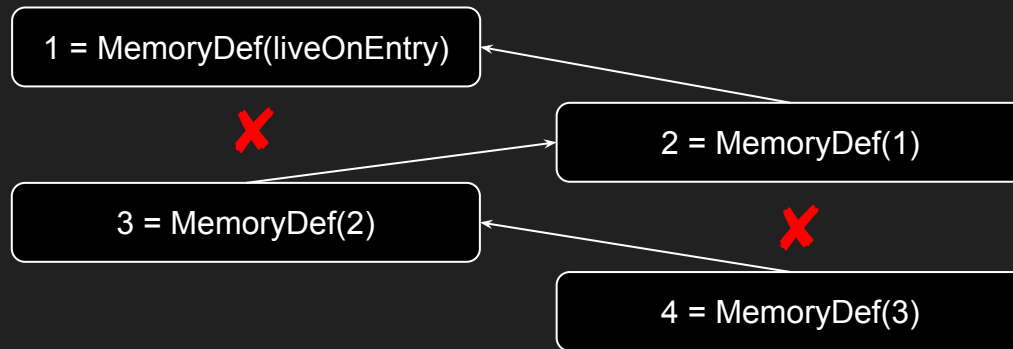 1 = MemoryDef(liveOnEntry)
2 = MemoryDef(1)
3 = MemoryDef(2)
4 = MemoryDef(3)